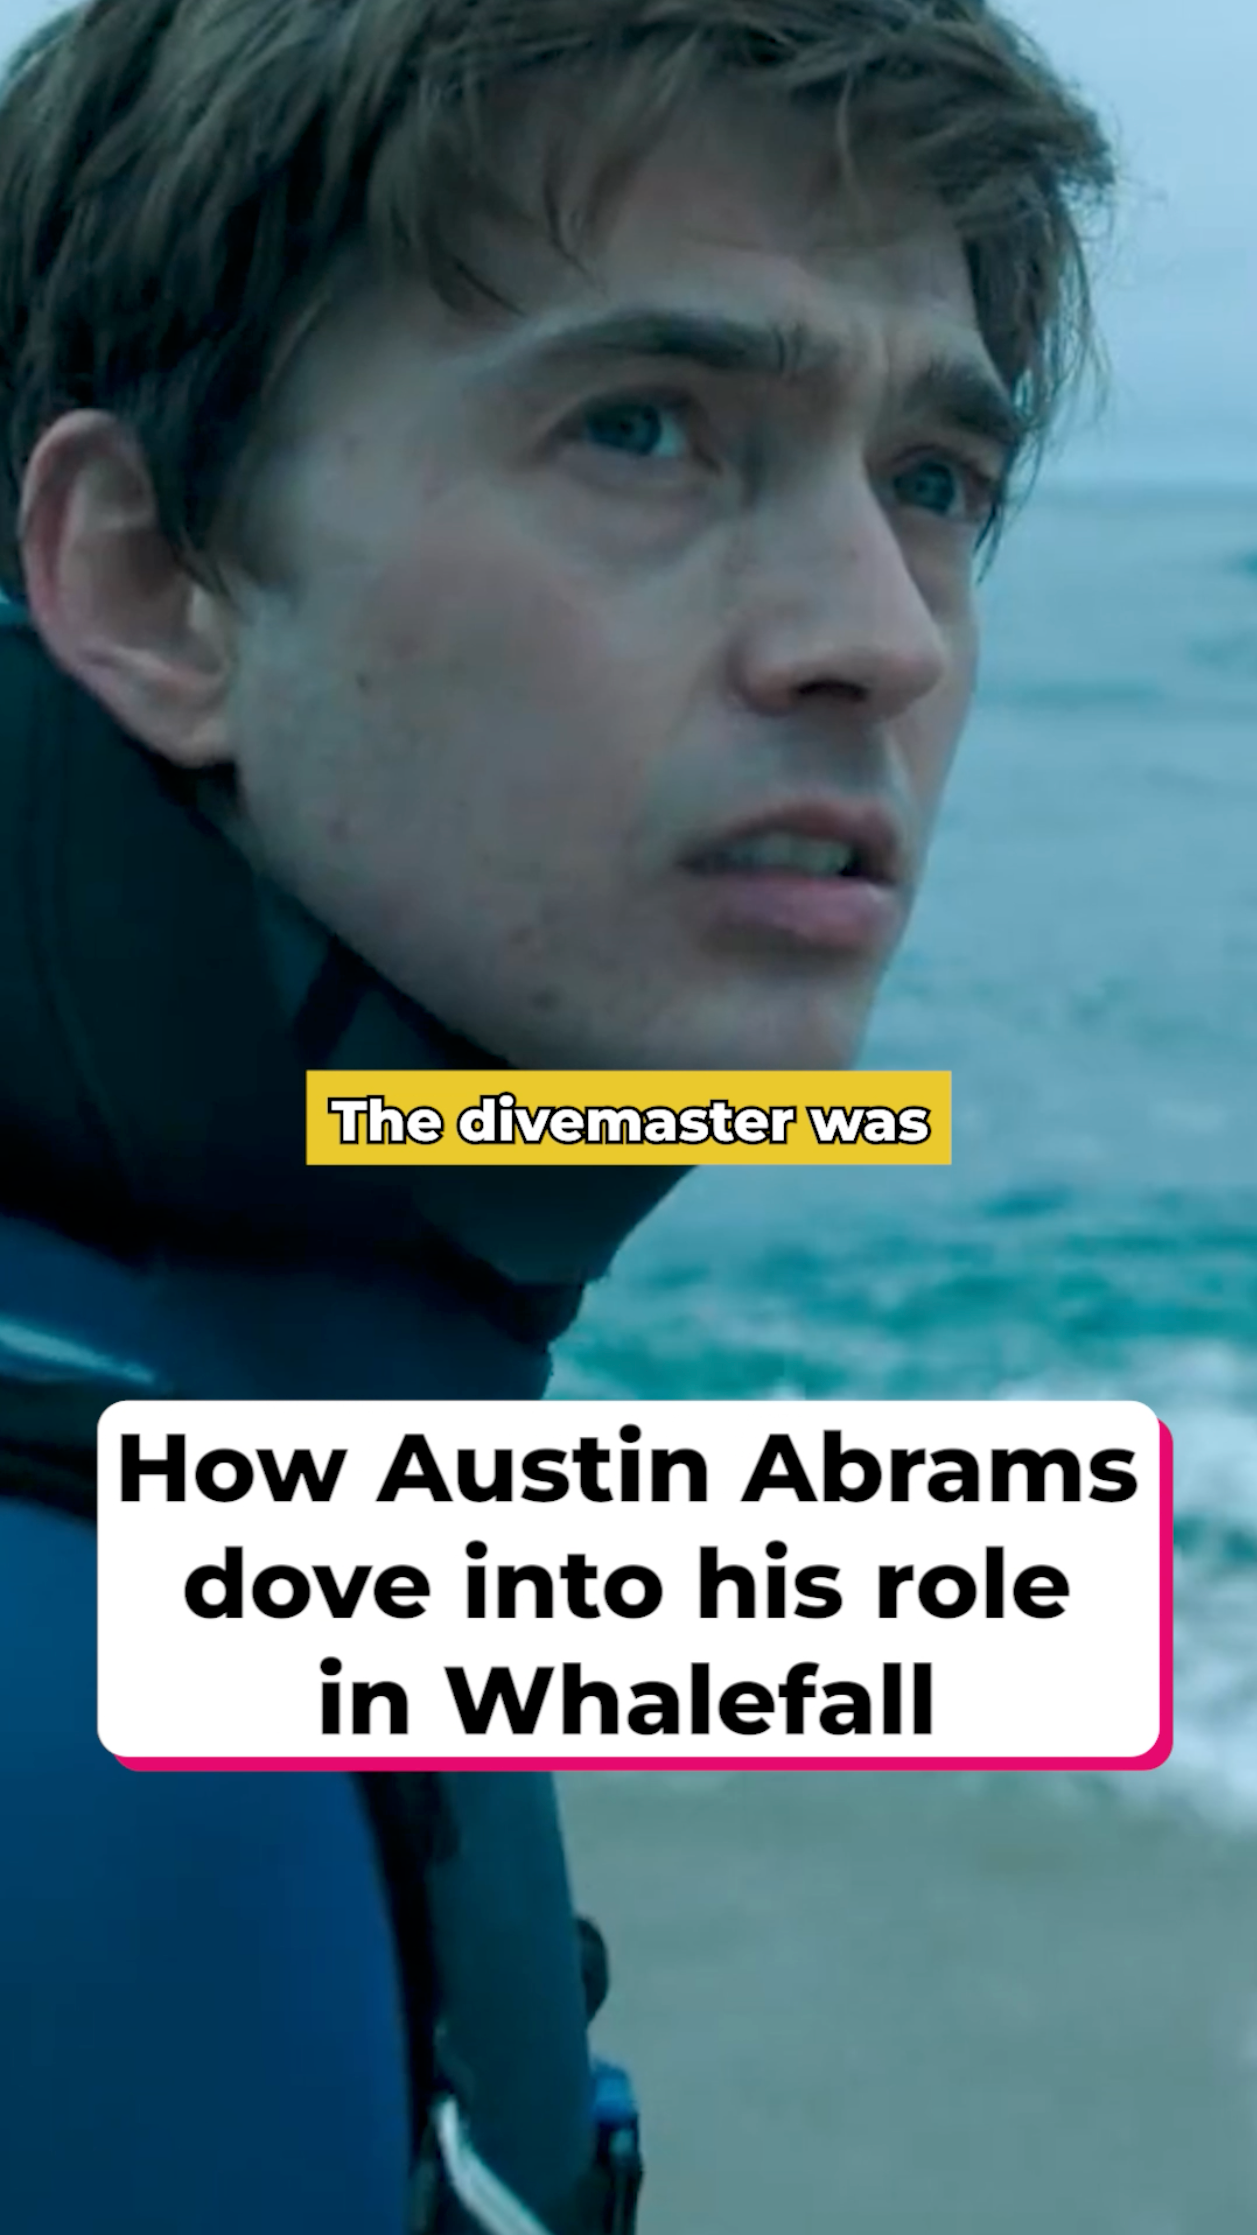 The divemaster was
How Austin Abrams
dove into his role
in Whalefall